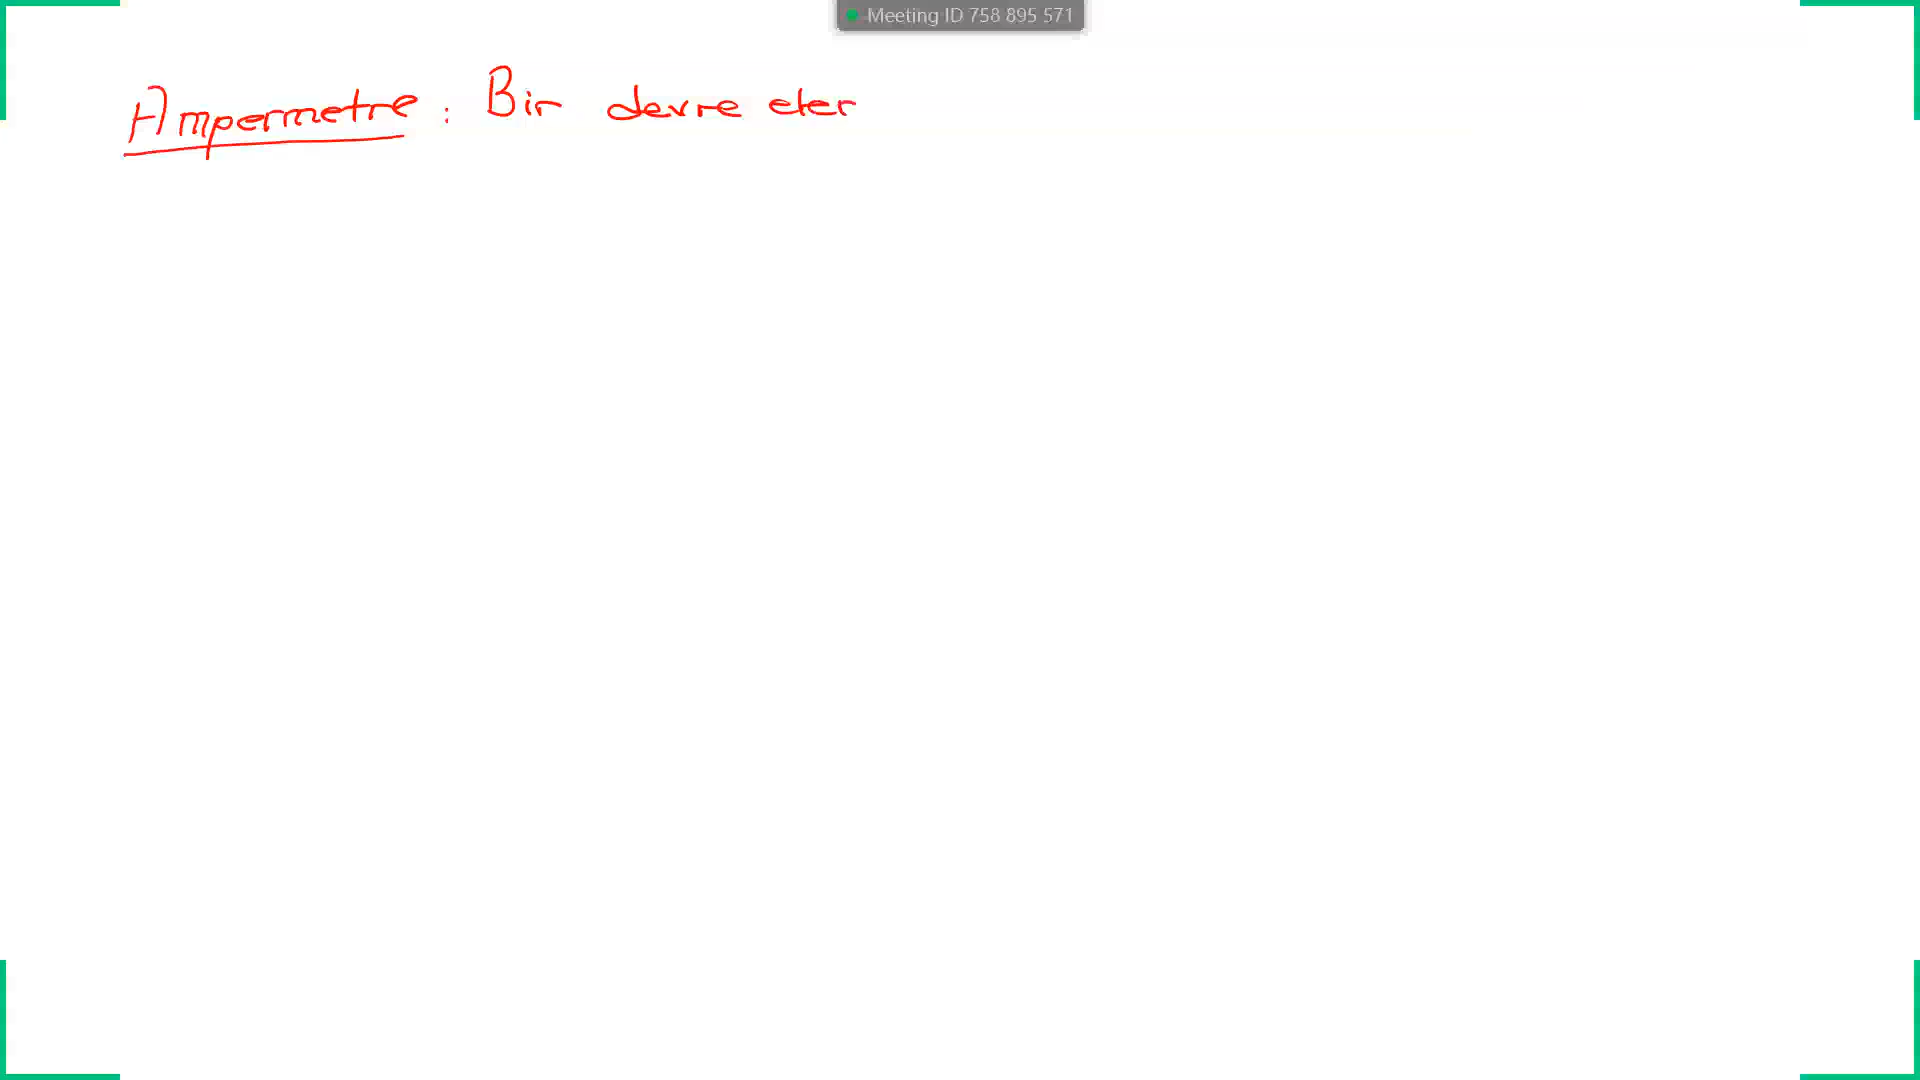 Meeting ID 758 895 571
Ampermetre : Bir devre eler